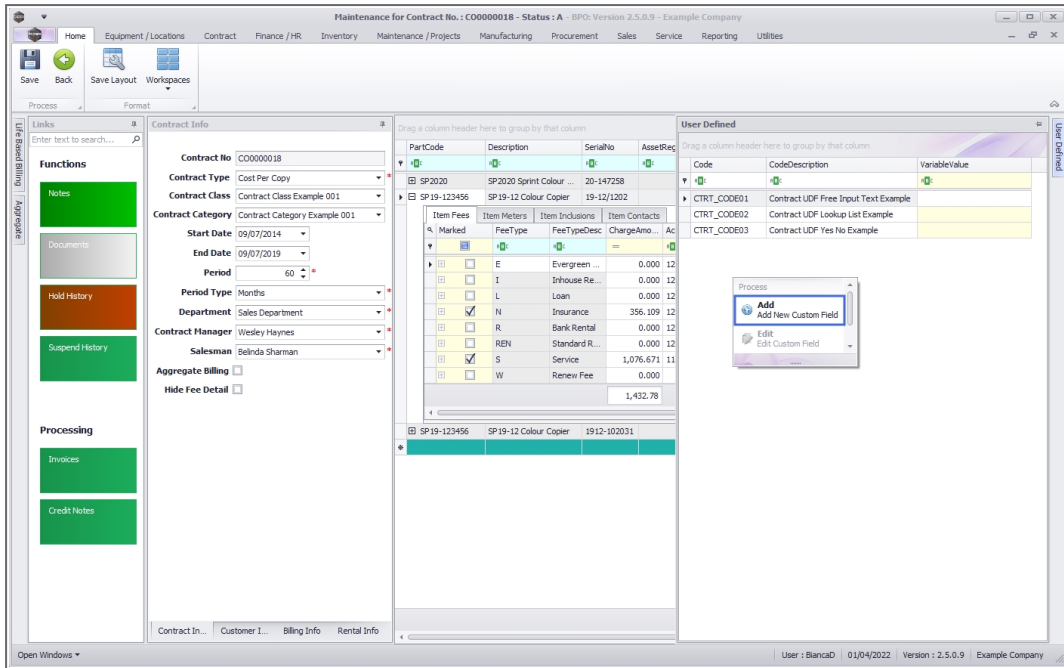 Maintenance for Contract No. : CO0000018 - Status : A - BPO: Version 2.5.0.9 - Example Company
Home Equipment / Locations Contract Finance / HR Inventory Maintenance / Projects Manufacturing Procurement Sales Service Reporting Utilities
Save Back Save Layout Workspaces
Process Format
Life Based Billing
Aggregate
Links
Enter text to search...
Functions
Notes
Documents
Hold History
Suspend History
Processing
Invoices
Credit Notes
Contract Info
Contract No CO0000018
Contract Type Cost Per Copy *
Contract Class Contract Class Example 001
Contract Category Contract Category Example 001
Start Date 09/07/2014
End Date 09/07/2019
Period 60 *
Period Type Months *
Department Sales Department *
Contract Manager Wesley Haynes *
Salesman Belinda Sharman *
Aggregate Billing
Hide Fee Detail
Contract In... Customer I... Billing Info Rental Info
Drag a column header here to group by that column
PartCode Description SerialNo AssetReg
SP2020 SP2020 Sprint Colour ... 20-147258
SP19-123456 SP19-12 Colour Copier 19-12/1202
Item Fees Item Meters Item Inclusions Item Contacts
Marked FeeType FeeTypeDesc ChargeAmo... Ac
=
E Evergreen ... 0.000 12
I Inhouse Re... 0.000 12
L Loan 0.000 12
N Insurance 356.109 12
R Bank Rental 0.000 12
REN Standard R... 0.000 12
S Service 1,076.671 11
W Renew Fee 0.000
1,432.78
SP19-123456 SP19-12 Colour Copier 1912-102031
User Defined
Drag a column header here to group by that column
Code CodeDescription VariableValue
CTRT_CODE01 Contract UDF Free Input Text Example
CTRT_CODE02 Contract UDF Lookup List Example
CTRT_CODE03 Contract UDF Yes No Example
Process
Add
Add New Custom Field
Edit
Edit Custom Field
User Defined
Open Windows
User : BiancaD 01/04/2022 Version : 2.5.0.9 Example Company